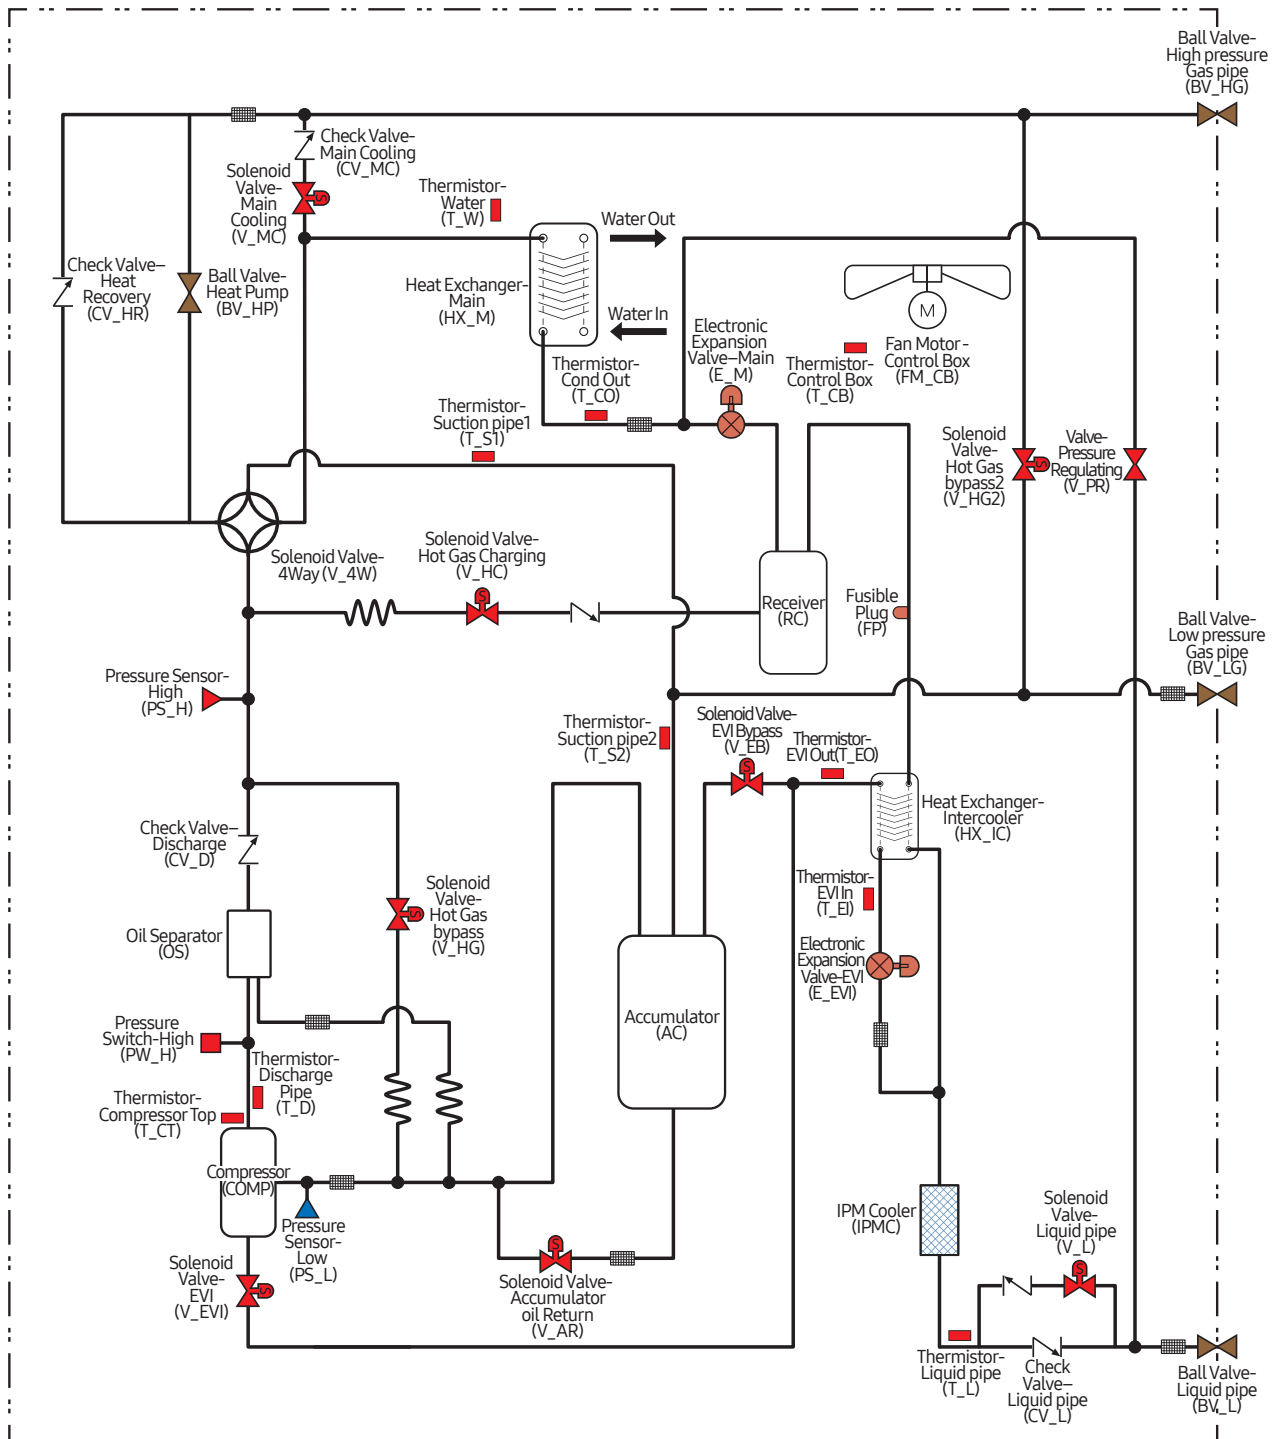 Ball Valve-
High pressure
Gas pipe
(BV_HG)
Check Valve-
Main Cooling
(CV_MC)
Solenoid
Valve-
Main
Cooling
(V_MC)
S
Thermistor-
Water
(T_W)
Water Out
Water In
Check Valve–
Heat
Recovery
(CV_HR)
Ball Valve-
Heat Pump
(BV_HP)
Heat Exchanger-
Main
(HX_M)
Electronic
Expansion
Valve–Main
(E_M)
M
Thermistor-
Control Box
(T_CB)
Fan Motor-
Control Box
(FM_CB)
Thermistor-
Cond Out
(T_CO)
Thermistor-
Suction pipe1
(T_S1)
Solenoid
Valve-
Hot Gas
bypass2
(V_HG2)
S
Valve-
Pressure
Regulating
(V_PR)
Solenoid Valve-
4Way (V_4W)
Solenoid Valve-
Hot Gas Charging
(V_HC)
S
Receiver
(RC)
Fusible
Plug
(FP)
Ball Valve-
Low pressure
Gas pipe
(BV_LG)
Pressure Sensor-
High
(PS_H)
Thermistor-
Suction pipe2
(T_S2)
Solenoid Valve-
EVI Bypass
(V_EB)
S
Thermistor-
EVI Out(T_EO)
Heat Exchanger-
Intercooler
(HX_IC)
Check Valve–
Discharge
(CV_D)
Solenoid
Valve-
Hot Gas
bypass
(V_HG)
S
Thermistor-
EVI In
(T_EI)
Oil Separator
(OS)
Electronic
Expansion
Valve-EVI
(E_EVI)
Accumulator
(AC)
Pressure
Switch-High
(PW_H)
Thermistor-
Discharge
Pipe
(T_D)
Thermistor-
Compressor Top
(T_CT)
Compressor
(COMP)
Pressure
Sensor-
Low
(PS_L)
IPM Cooler
(IPMC)
Solenoid
Valve-
Liquid pipe
(V_L)
S
Solenoid
Valve-
EVI
(V_EVI)
S
S
Solenoid Valve-
Accumulator
oil Return
(V_AR)
Thermistor-
Liquid pipe
(T_L)
Check
Valve–
Liquid pipe
(CV_L)
Ball Valve-
Liquid pipe
(BV_L)